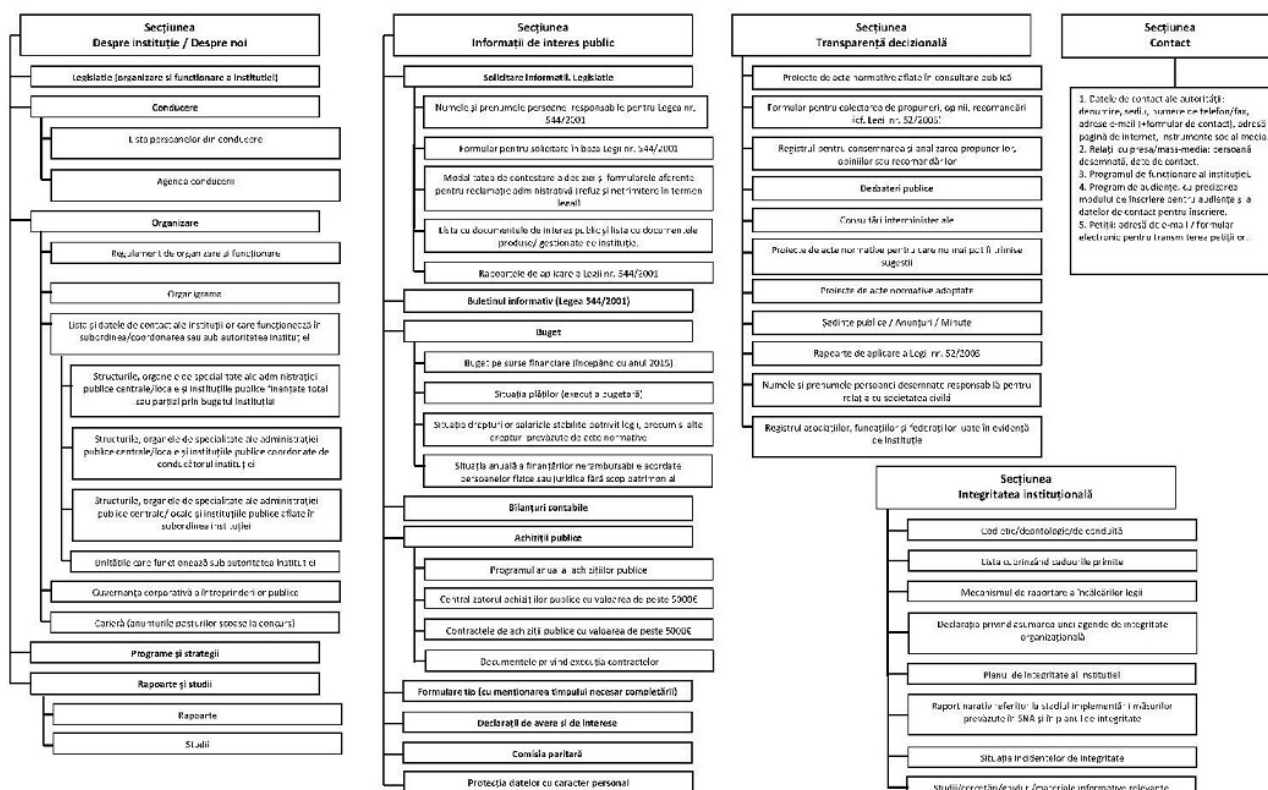 Secțiunea
Despre instituție / Despre noi
Legislatie (organizare si functionare a institutiei)
Conducere
Lista persoanelor din conducere
Agenda conducerii
Organizare
Regulament de organizare și funcționare
Organigrama
Lista și datele de contact ale instituțiilor care funcționează în
subordinea/coordonarea sau sub autoritatea instituției
Structurile, organele de specialitate ale administrației
publice centrale/locale și instituțiile publice finanțate total
sau parțial prin bugetul instituției
Structurile, organele de specialitate ale administrației
publice centrale/locale și instituțiile publice coordonate de
conducătorul instituției
Structurile, organele de specialitate ale administrației
publice centrale/locale și instituțiile publice aflate în
subordinea instituției
Unitățile care funcționează sub autoritatea instituției
Guvernanța corporativă a întreprinderilor publice
Carieră (anunțurile posturilor scoase la concurs)
Programe și strategii
Rapoarte și studii
Rapoarte
Studii
Secțiunea
Informații de interes public
Solicitare informatii. Legislatie
Numele și prenumele persoanei responsabile pentru Legea nr.
544/2001
Formular pentru solicitare în baza Legii nr. 544/2001
Modalitatea de contestare a deciziei și formularele aferente
pentru reclamație administrativă (refuz și netrimitere în termen
legal)
Lista cu documentele de interes public și lista cu documentele
produse/ gestionate de instituție.
Rapoartele de aplicare a Legii nr. 544/2001
Buletinul informativ (Legea 544/2001)
Buget
Buget pe surse financiare (începând cu anul 2015)
Situația plăților (execuția bugetară)
Situația drepturilor salariale stabilite potrivit legii, precum si alte
drepturi prevăzute de acte normative
Situația anuală a finanțărilor nerambursabile acordate
persoanelor fizice sau juridice fără scop patrimonial
Bilanțuri contabile
Achiziții publice
Programul anual al achizițiilor publice
Centralizatorul achizițiilor publice cu valoarea de peste 5000€
Contractele de achiziții publice cu valoarea de peste 5000€
Documentele privind execuția contractelor
Formulare tip (cu menționarea timpului necesar completării)
Declarații de avere și de interese
Comisia paritară
Protecția datelor cu caracter personal
Secțiunea
Transparență decizională
Proiecte de acte normative aflate în consultare publică
Formular pentru colectarea de propuneri, opinii, recomandări
(cf. Legii nr. 52/2003)
Registrul pentru consemnarea și analizarea propunerilor,
opiniilor sau recomandărilor
Dezbateri publice
Consultări interministeriale
Proiecte de acte normative pentru care nu mai pot fi trimise
sugestii
Proiecte de acte normative adoptate
Ședințe publice / Anunțuri / Minute
Rapoarte de aplicare a Legii nr. 52/2003
Numele și prenumele persoanei desemnate responsabilă pentru
relația cu societatea civilă
Registrul asociațiilor, fundațiilor și federațiilor luate în evidență
de instituție
Secțiunea
Contact
1. Datele de contact ale autorității:
denumire, sediu, numere de telefon/fax,
adrese e-mail (+formular de contact), adresă
pagină de internet, instrumente social media.
2. Relații cu presa/mass-media: persoană
desemnată, date de contact.
3. Programul de funcționare al instituției.
4. Program de audiențe, cu precizarea
modului de înscriere pentru audiențe și a
datelor de contact pentru înscriere.
5. Petiții: adresă de e-mail / formular
electronic pentru transmiterea petițiilor.
Secțiunea
Integritatea instituțională
Cod etic/deontologic/de conduită
Lista cuprinzând cadourile primite
Mecanismul de raportare a încălcărilor legii
Declarația privind asumarea unei agende de integritate
organizațională
Planul de integritate al instituției
Raport narativ referitor la stadiul implementării măsurilor
prevăzute în SNA și în planul de integritate
Situația incidentelor de integritate
Studii/cercetări/ghiduri/materiale informative relevante